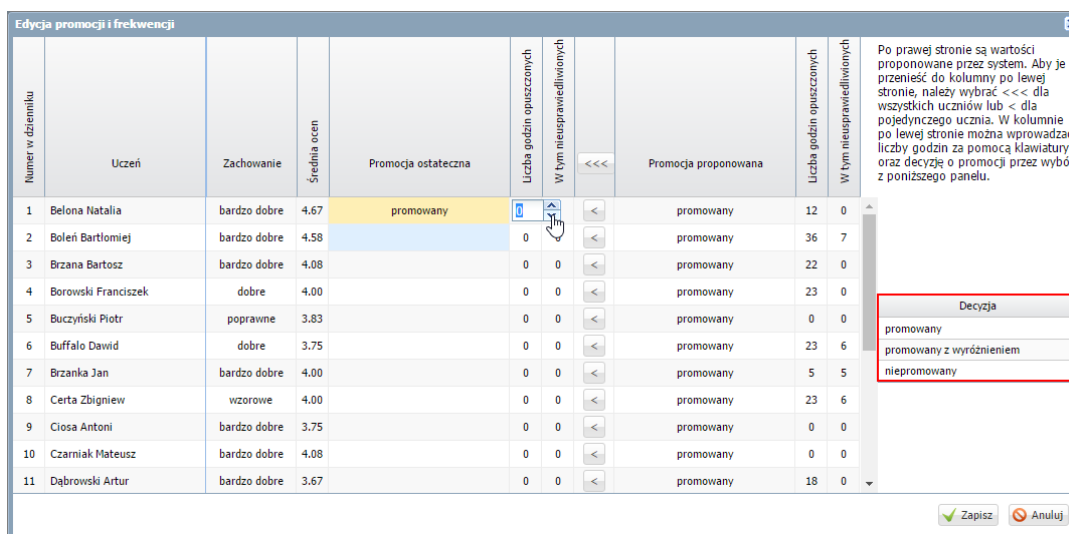 Edycja promocji i frekwencji
Numer w dzienniku Uczeń Zachowanie Średnia ocen Promocja ostateczna Liczba godzin opuszczonych W tym nieusprawiedliwionych <<< Promocja proponowana Liczba godzin opuszczonych W tym nieusprawiedliwionych
1 Belona Natalia bardzo dobre 4.67 promowany 0 < promowany 12 0
2 Boleń Bartłomiej bardzo dobre 4.58 0 0 < promowany 36 7
3 Brzana Bartosz bardzo dobre 4.08 0 0 < promowany 22 0
4 Borowski Franciszek dobre 4.00 0 0 < promowany 23 0
5 Buczyński Piotr poprawne 3.83 0 0 < promowany 0 0
6 Buffalo Dawid dobre 3.75 0 0 < promowany 23 6
7 Brzanka Jan bardzo dobre 4.00 0 0 < promowany 5 5
8 Certa Zbigniew wzorowe 4.00 0 0 < promowany 23 6
9 Ciosa Antoni bardzo dobre 3.75 0 0 < promowany 0 0
10 Czarniak Mateusz bardzo dobre 4.08 0 0 < promowany 0 0
11 Dąbrowski Artur bardzo dobre 3.67 0 0 < promowany 18 0
Po prawej stronie są wartości
proponowane przez system. Aby je
przenieść do kolumny po lewej
stronie, należy wybrać <<< dla
wszystkich uczniów lub < dla
pojedynczego ucznia. W kolumnie
po lewej stronie można wprowadza
liczby godzin za pomocą klawiatury
oraz decyzję o promocji przez wybó
z poniższego panelu.
Decyzja
promowany
promowany z wyróżnieniem
niepromowany
Zapisz Anuluj